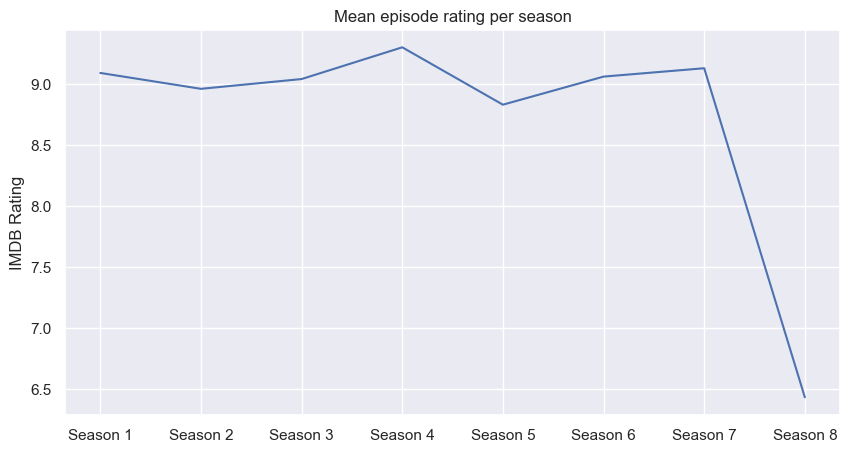 Mean episode rating per season
IMDB Rating
9.0
8.5
8.0
7.5
7.0
6.5
Season 1 Season 2 Season 3 Season 4 Season 5 Season 6 Season 7 Season 8